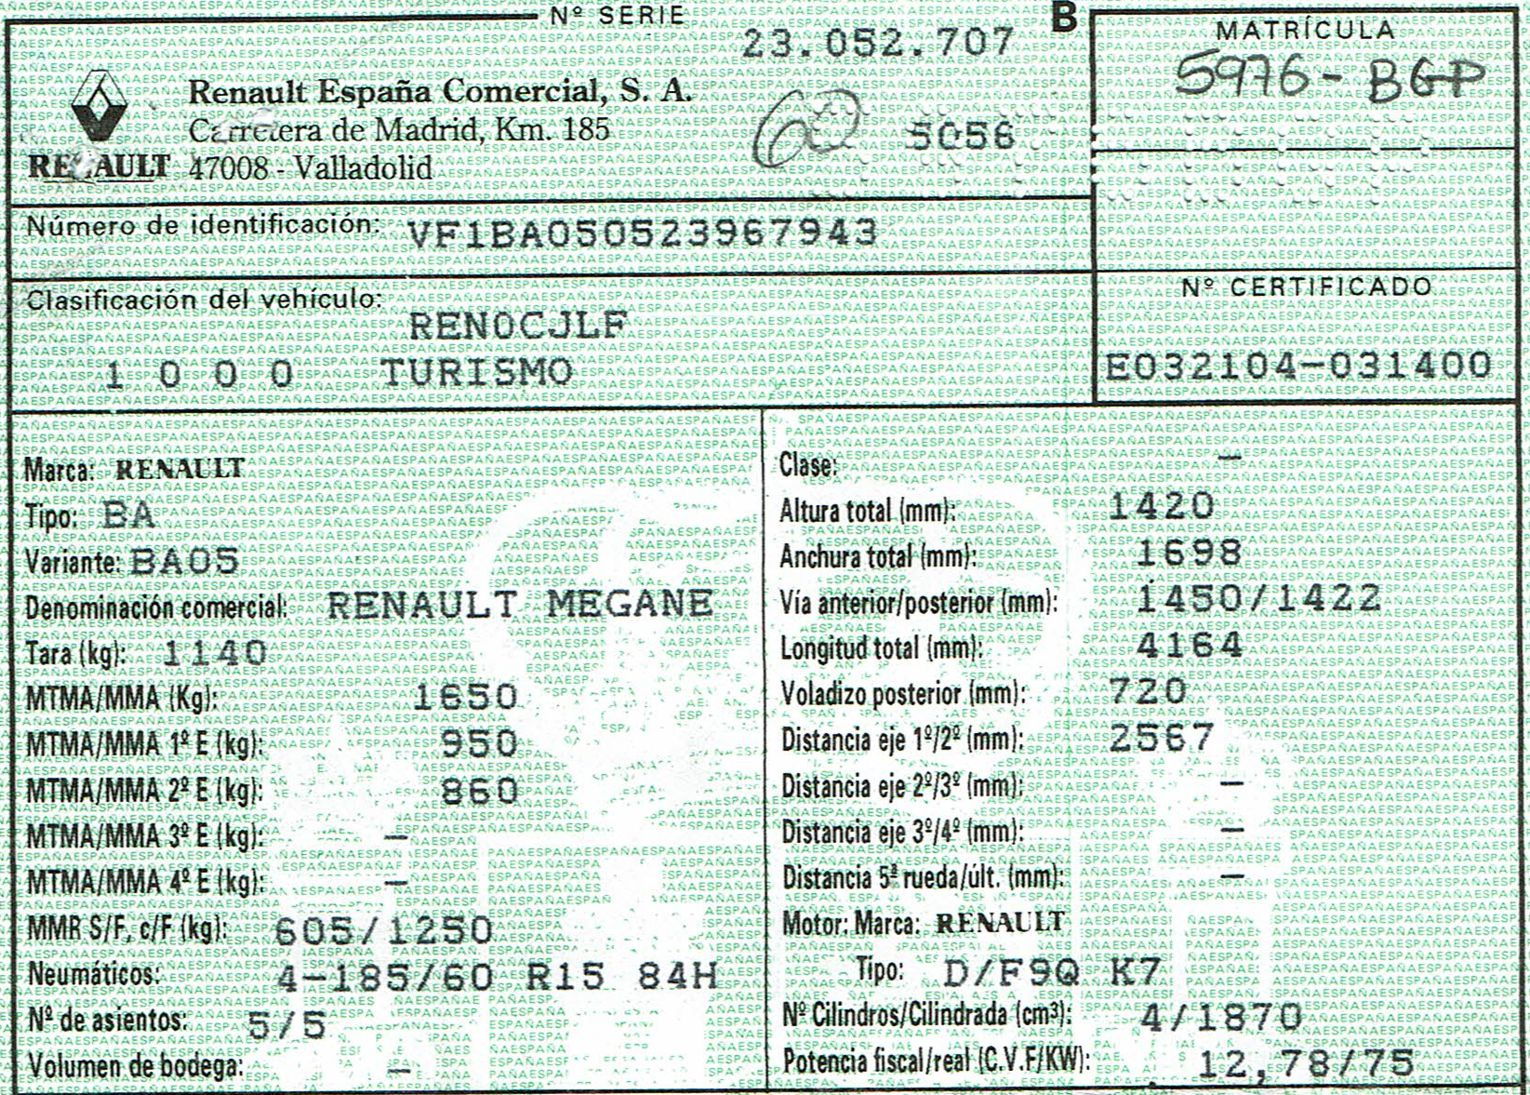 Nº SERIE
23.052.707
B
MATRÍCULA
5976-BGP
Renault España Comercial, S. A.
Carretera de Madrid, Km. 185
47008 - Valladolid
RENAULT
60 5056
Número de identificación: VF1BA050523967943
Clasificación del vehículo:
RENOCJLF
1 0 0 0 TURISMO
Nº CERTIFICADO
E032104-031400
Marca: RENAULT
Tipo: BA
Variante: BA05
Denominación comercial: RENAULT MEGANE
Tara (kg): 1140
MTMA/MMA (Kg): 1650
MTMA/MMA 1º E (kg): 950
MTMA/MMA 2º E (kg): 860
MTMA/MMA 3º E (kg): –
MTMA/MMA 4º E (kg): –
MMR S/F, c/F (kg): 605/1250
Neumáticos: 4-185/60 R15 84H
Nº de asientos: 5/5
Volumen de bodega: –
Clase: –
Altura total (mm): 1420
Anchura total (mm): 1698
Vía anterior/posterior (mm): 1450/1422
Longitud total (mm): 4164
Voladizo posterior (mm): 720
Distancia eje 1º/2º (mm): 2567
Distancia eje 2º/3º (mm): –
Distancia eje 3º/4º (mm): –
Distancia 5ª rueda/últ. (mm): –
Motor: Marca: RENAULT
Tipo: D/F9Q K7
Nº Cilindros/Cilindrada (cm³): 4/1870
Potencia fiscal/real (C.V.F/KW): 12,78/75